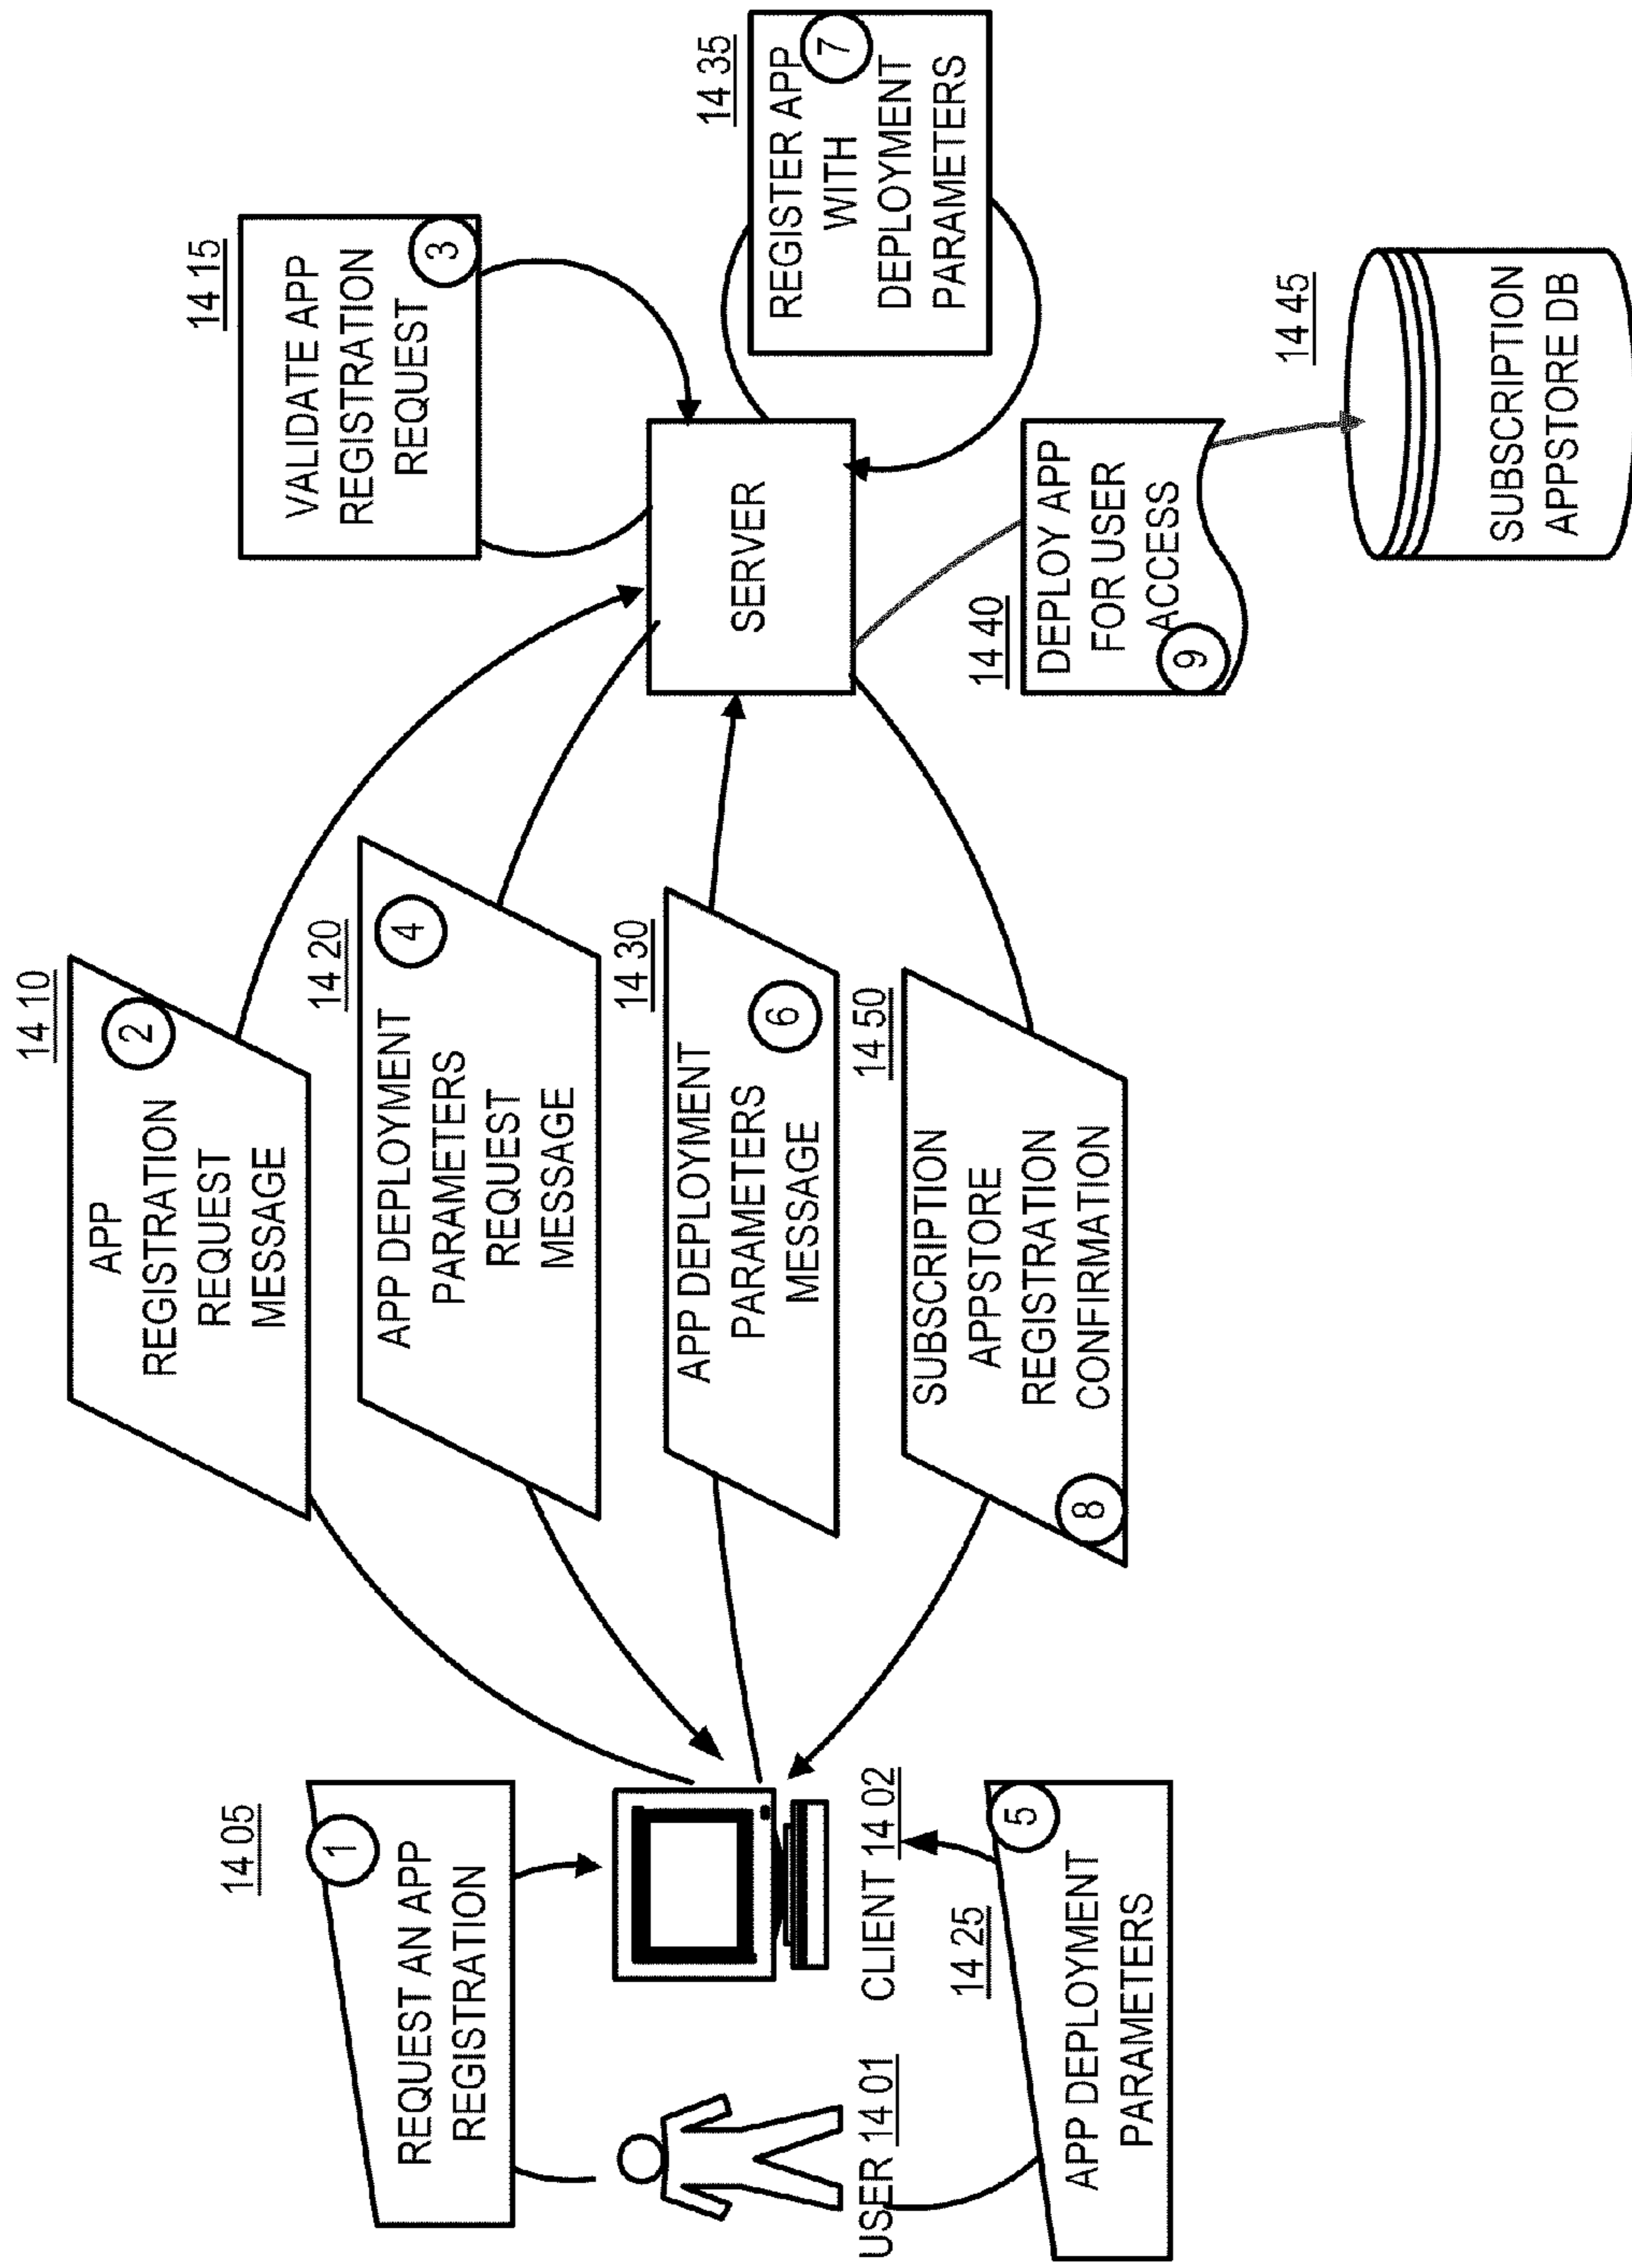 14 05
1
REQUEST AN APP
REGISTRATION
USER 14 01
CLIENT 14 02
14 25
5
APP DEPLOYMENT
PARAMETERS
14 10
2
APP
REGISTRATION
REQUEST
MESSAGE
14 20
4
APP DEPLOYMENT
PARAMETERS
REQUEST
MESSAGE
14 30
6
APP DEPLOYMENT
PARAMETERS
MESSAGE
14 50
SUBSCRIPTION
APPSTORE
REGISTRATION
CONFIRMATION
8
14 15
VALIDATE APP
REGISTRATION
REQUEST
3
SERVER
14 35
REGISTER APP
WITH
DEPLOYMENT
PARAMETERS
7
14 40
DEPLOY APP
FOR USER
ACCESS
9
14 45
SUBSCRIPTION
APPSTORE DB